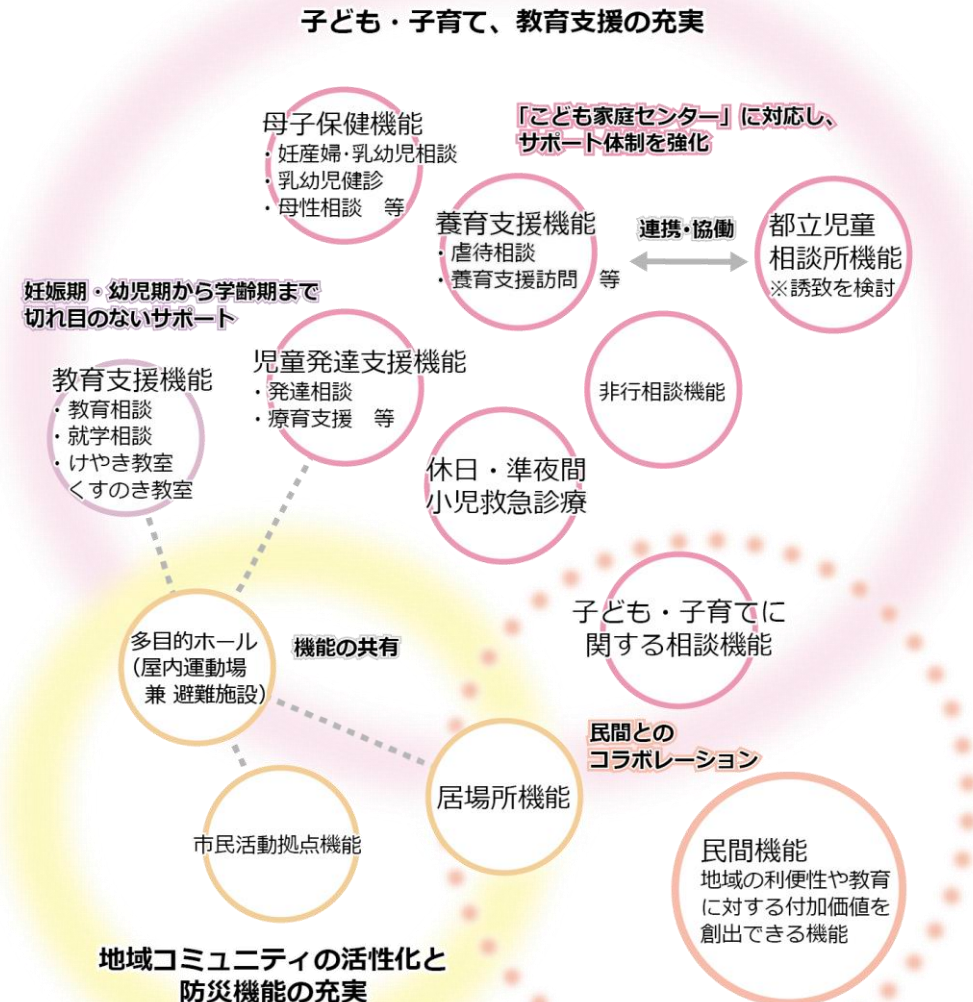 子ども・子育て、教育支援の充実
母子保健機能
・妊産婦・乳幼児相談
・乳幼児健診
・母性相談　等
「こども家庭センター」に対応し、
サポート体制を強化
養育支援機能
・虐待相談
・養育支援訪問　等
連携・協働
都立児童
相談所機能
※誘致を検討
妊娠期・幼児期から学齢期まで
切れ目のないサポート
教育支援機能
・教育相談
・就学相談
・けやき教室
くすのき教室
児童発達支援機能
・発達相談
・療育支援　等
非行相談機能
休日・準夜間
小児救急診療
多目的ホール
(屋内運動場
兼 避難施設)
機能の共有
子ども・子育てに
関する相談機能
民間との
コラボレーション
居場所機能
市民活動拠点機能
民間機能
地域の利便性や教育
に対する付加価値を
創出できる機能
地域コミュニティの活性化と
防災機能の充実